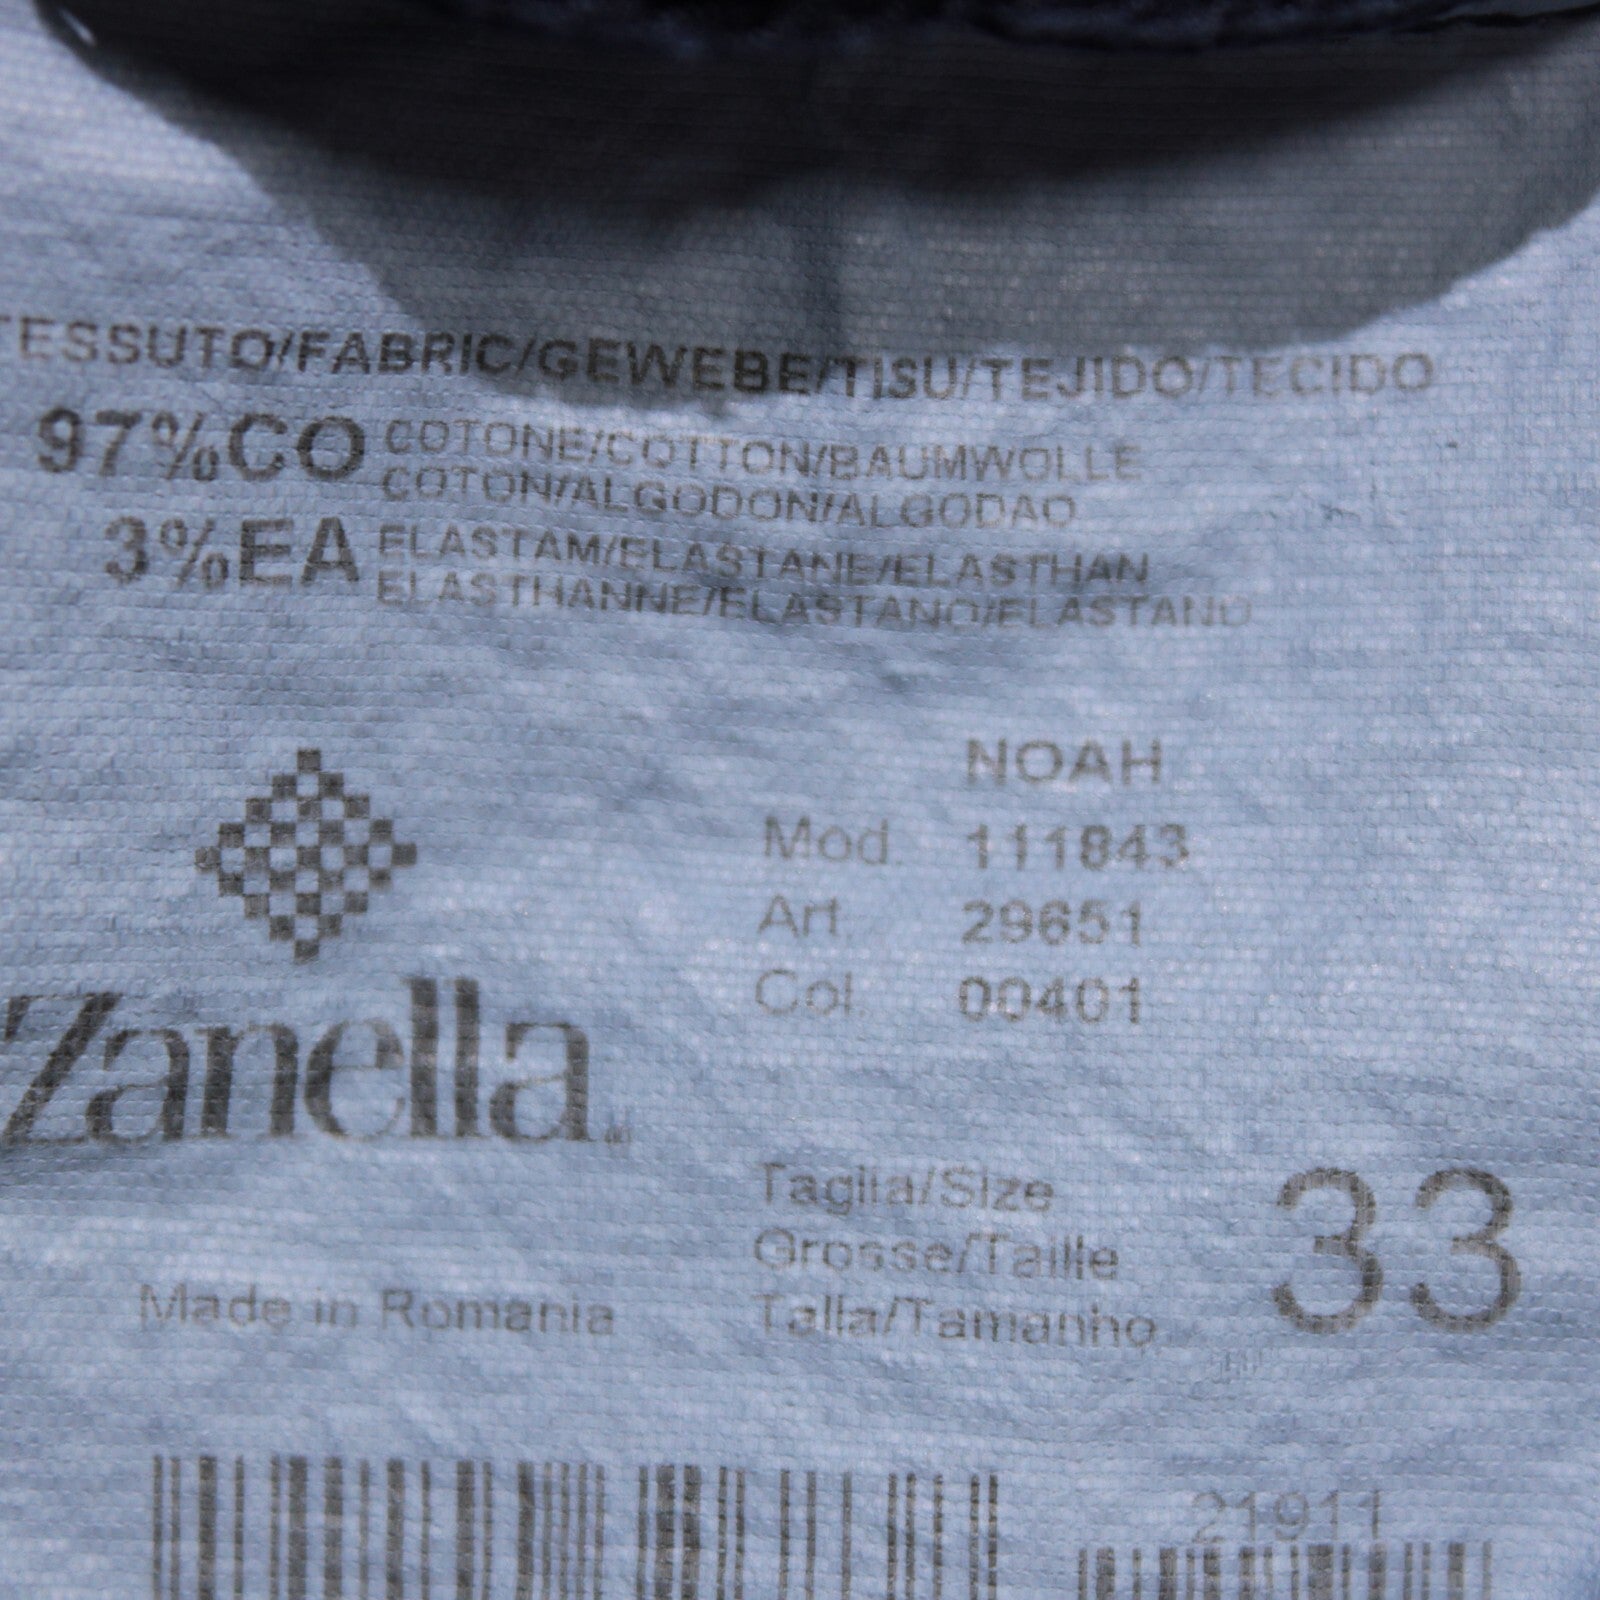 TESSUTO/FABRIC/GEWEBE/TISU/TEJIDO/TECIDO
97%CO COTONE/COTTON/BAUMWOLLE
COTON/ALGODON/ALGODAO
3%EA ELASTAM/ELASTANE/ELASTHAN
ELASTHANNE/ELASTANO/ELASTANO
NOAH
Mod. 111843
Art. 29651
Col. 00401
Zanella
Taglia/Size
Grosse/Taille
Talla/Tamanho
33
Made in Romania
21911